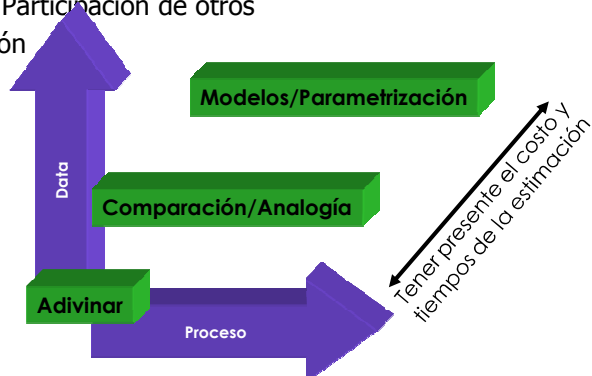 Participación de otros
ón
Modelos/Parametrización
Data
Comparación/Analogía
Tener presente el costo y
tiempos de la estimación
Adivinar
Proceso